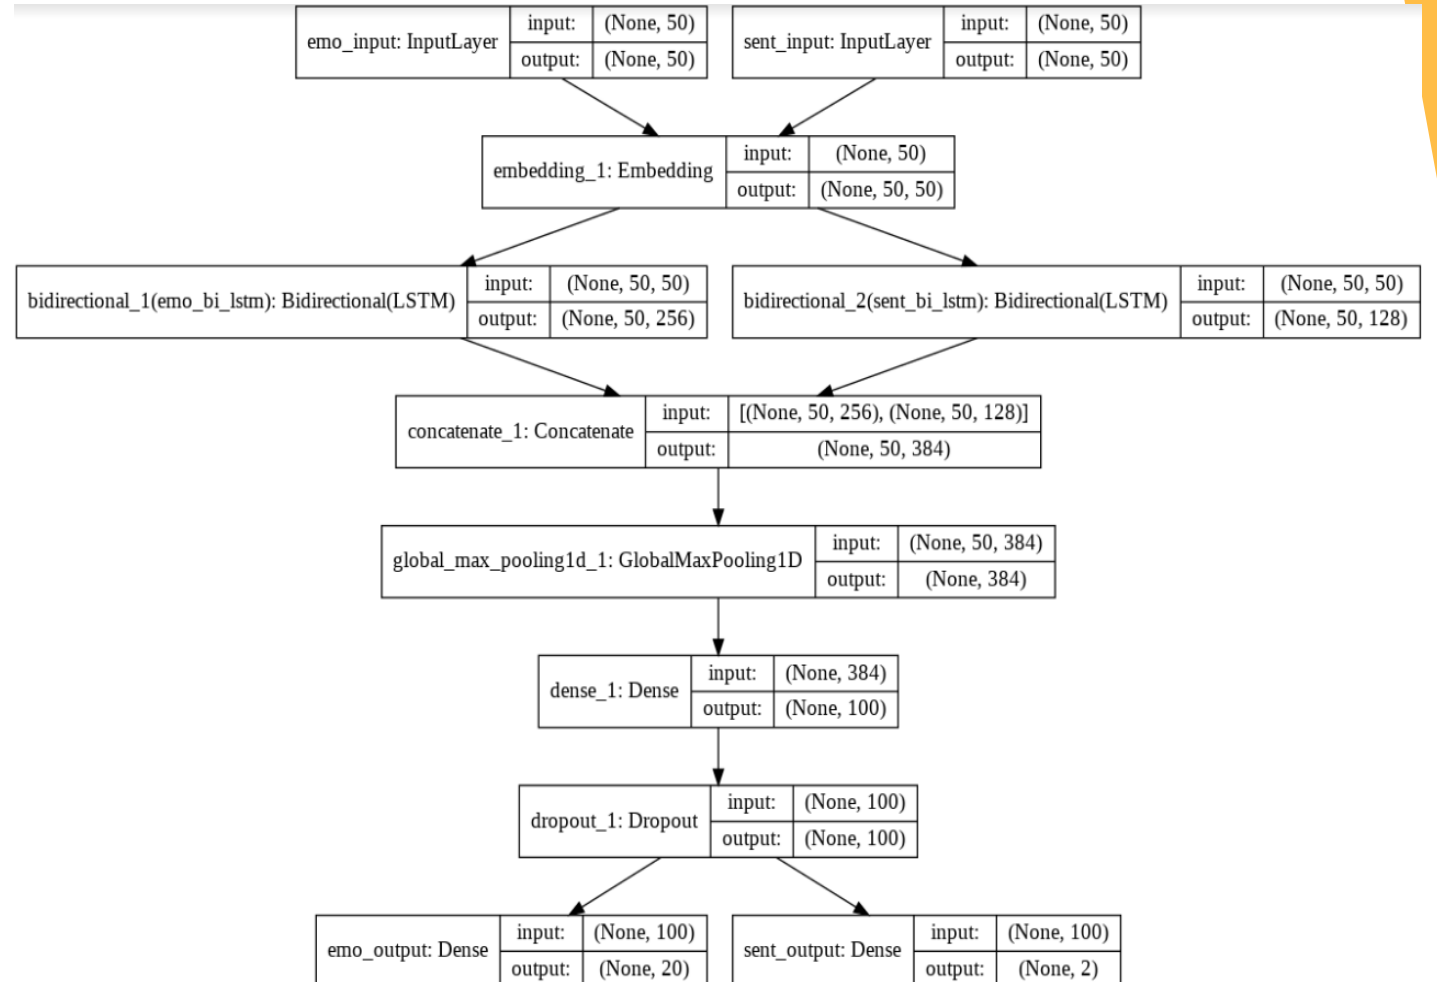 emo_input: InputLayer
input: (None, 50)
output: (None, 50)
sent_input: InputLayer
input: (None, 50)
output: (None, 50)
embedding_1: Embedding
input: (None, 50)
output: (None, 50, 50)
bidirectional_1(emo_bi_lstm): Bidirectional(LSTM)
input: (None, 50, 50)
output: (None, 50, 256)
bidirectional_2(sent_bi_lstm): Bidirectional(LSTM)
input: (None, 50, 50)
output: (None, 50, 128)
concatenate_1: Concatenate
input: [(None, 50, 256), (None, 50, 128)]
output: (None, 50, 384)
global_max_pooling1d_1: GlobalMaxPooling1D
input: (None, 50, 384)
output: (None, 384)
dense_1: Dense
input: (None, 384)
output: (None, 100)
dropout_1: Dropout
input: (None, 100)
output: (None, 100)
emo_output: Dense
input: (None, 100)
output: (None, 20)
sent_output: Dense
input: (None, 100)
output: (None, 2)